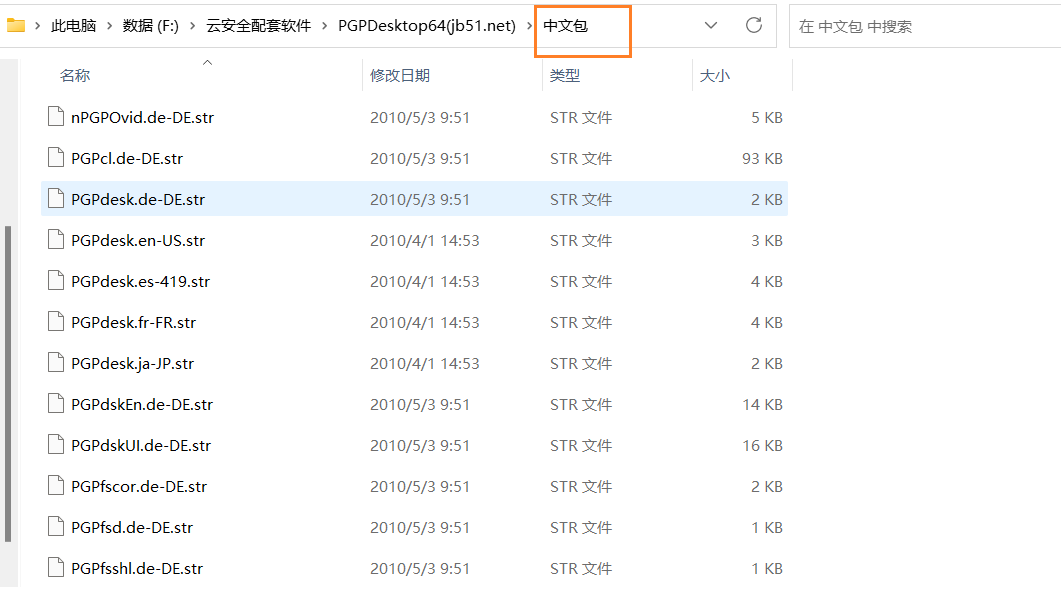 此电脑 数据 (F:) 云安全配套软件 PGPDesktop64(jb51.net) 中文包 在 中文包 中搜索
名称 修改日期 类型 大小
nPGPOvid.de-DE.str 2010/5/3 9:51 STR 文件 5 KB
PGPcl.de-DE.str 2010/5/3 9:51 STR 文件 93 KB
PGPdesk.de-DE.str 2010/5/3 9:51 STR 文件 2 KB
PGPdesk.en-US.str 2010/4/1 14:53 STR 文件 3 KB
PGPdesk.es-419.str 2010/4/1 14:53 STR 文件 4 KB
PGPdesk.fr-FR.str 2010/4/1 14:53 STR 文件 4 KB
PGPdesk.ja-JP.str 2010/4/1 14:53 STR 文件 2 KB
PGPdskEn.de-DE.str 2010/5/3 9:51 STR 文件 14 KB
PGPdskUI.de-DE.str 2010/5/3 9:51 STR 文件 16 KB
PGPfscor.de-DE.str 2010/5/3 9:51 STR 文件 2 KB
PGPfsd.de-DE.str 2010/5/3 9:51 STR 文件 1 KB
PGPfsshl.de-DE.str 2010/5/3 9:51 STR 文件 1 KB